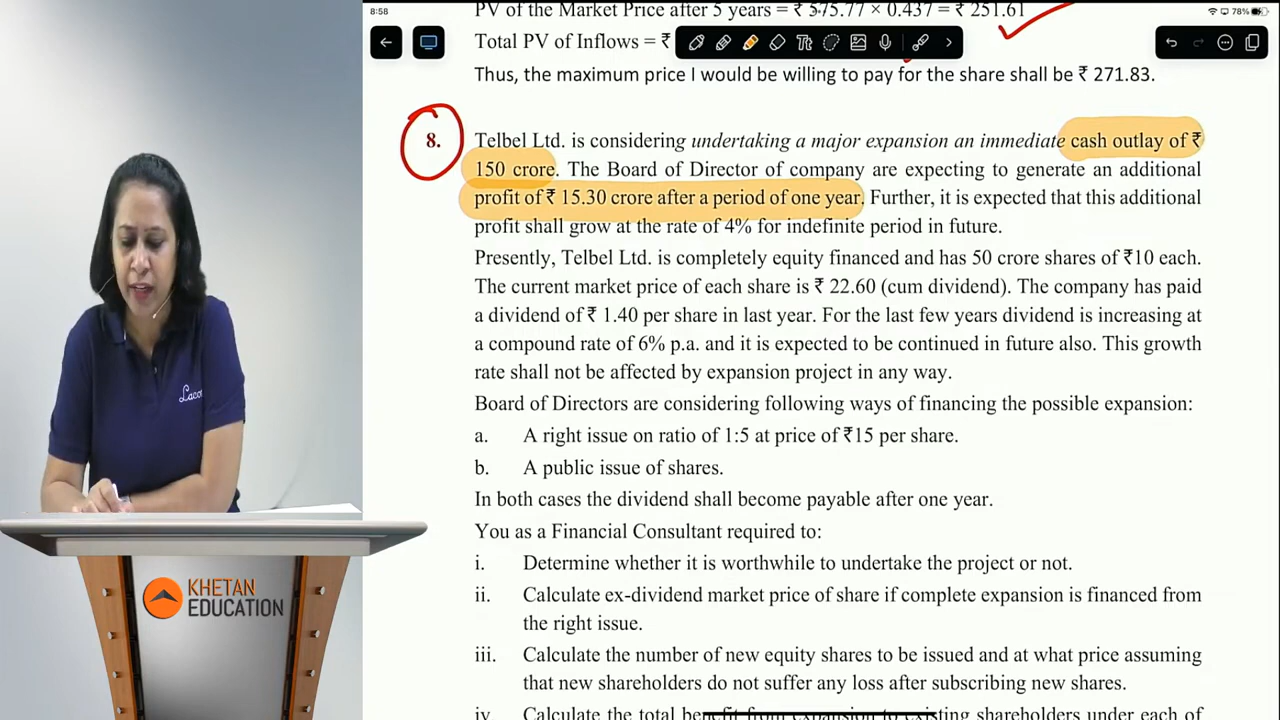 8:58
78%
PV of the Market Price after 5 years = ₹ 575.77 × 0.437 = ₹ 251.61
Total PV of Inflows = ₹
Thus, the maximum price I would be willing to pay for the share shall be ₹ 271.83.
8. Telbel Ltd. is considering undertaking a major expansion an immediate cash outlay of ₹
150 crore. The Board of Director of company are expecting to generate an additional
profit of ₹ 15.30 crore after a period of one year. Further, it is expected that this additional
profit shall grow at the rate of 4% for indefinite period in future.
Presently, Telbel Ltd. is completely equity financed and has 50 crore shares of ₹10 each.
The current market price of each share is ₹ 22.60 (cum dividend). The company has paid
a dividend of ₹ 1.40 per share in last year. For the last few years dividend is increasing at
a compound rate of 6% p.a. and it is expected to be continued in future also. This growth
rate shall not be affected by expansion project in any way.
Board of Directors are considering following ways of financing the possible expansion:
a. A right issue on ratio of 1:5 at price of ₹15 per share.
b. A public issue of shares.
In both cases the dividend shall become payable after one year.
You as a Financial Consultant required to:
i. Determine whether it is worthwhile to undertake the project or not.
ii. Calculate ex-dividend market price of share if complete expansion is financed from
the right issue.
iii. Calculate the number of new equity shares to be issued and at what price assuming
that new shareholders do not suffer any loss after subscribing new shares.
iv. Calculate the total benefit from expansion to existing shareholders under each of
KHETAN
EDUCATION